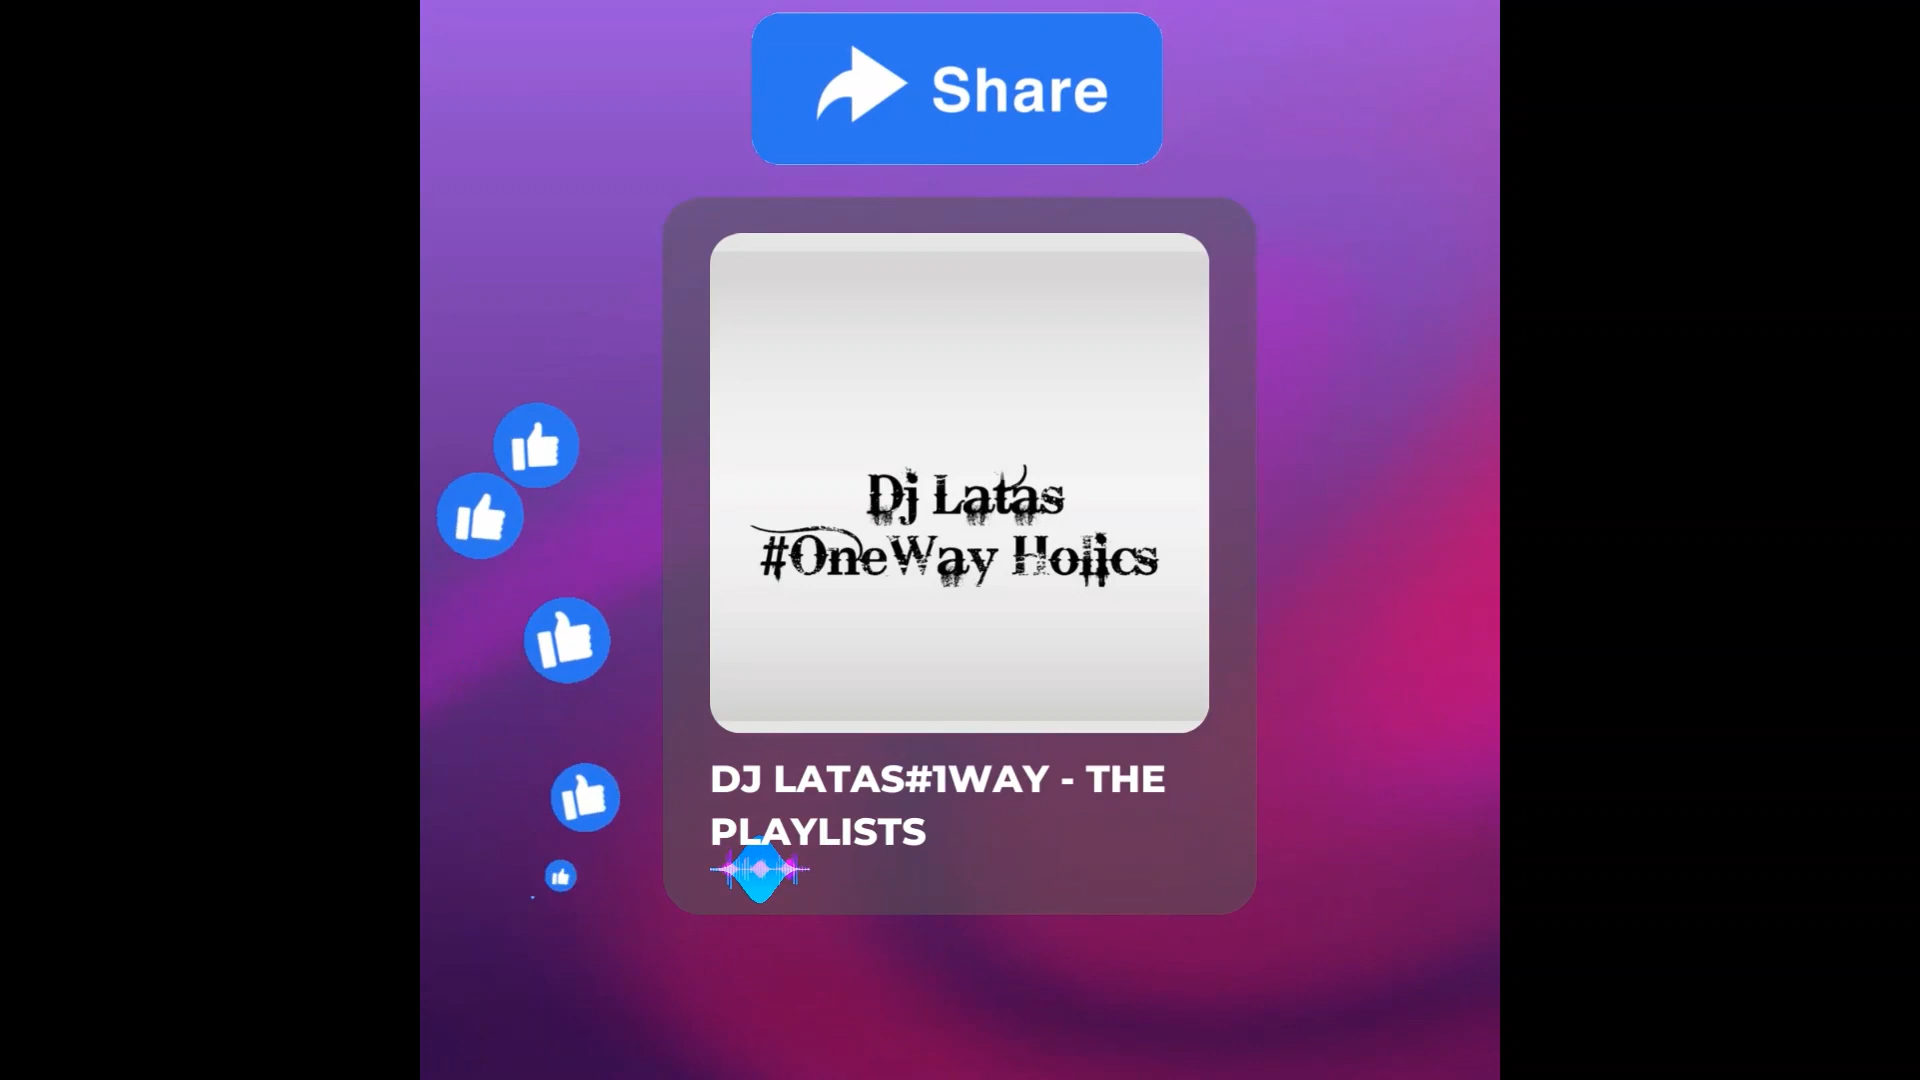 Share
Dj Latas
#OneWay Holics
DJ LATAS#1WAY - THE
PLAYLISTS